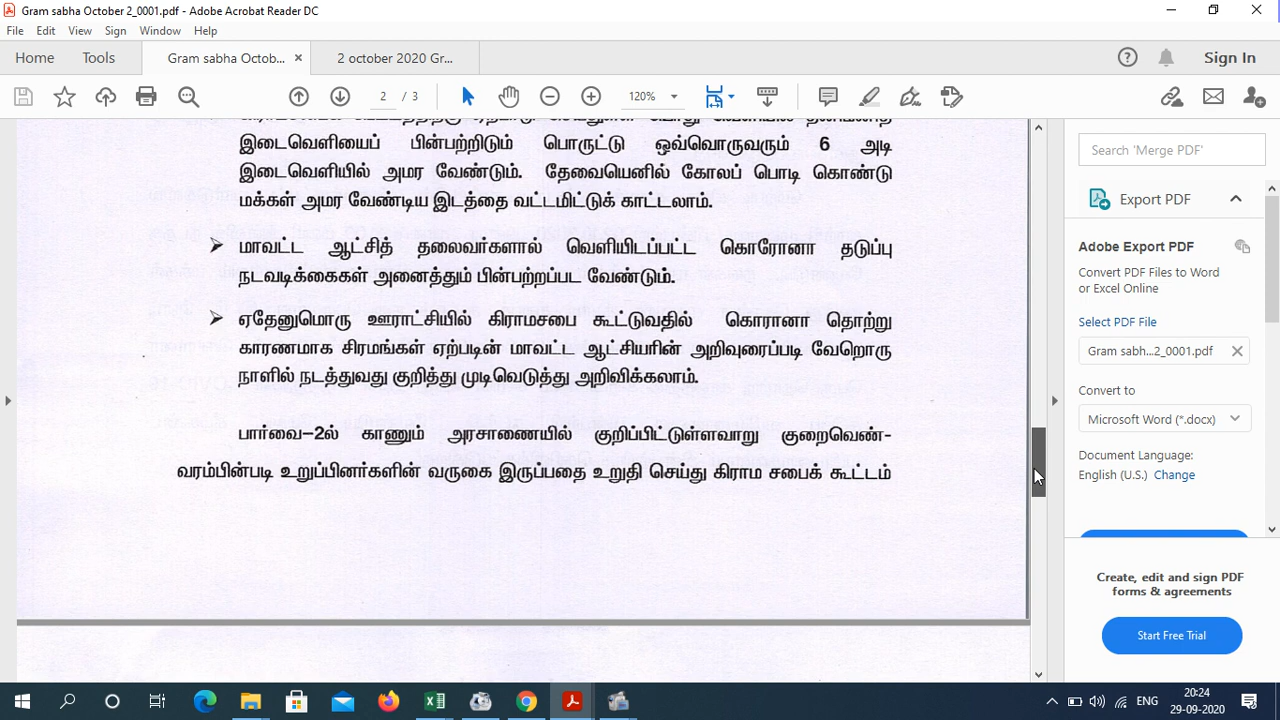 Gram sabha October 2_0001.pdf - Adobe Acrobat Reader DC
File Edit View Sign Window Help
Home Tools Gram sabha Octob... × 2 october 2020 Gr... Sign In
2 / 3 120%
இடைவெளியைப் பின்பற்றிடும் பொருட்டு ஒவ்வொருவரும் 6 அடி
இடைவெளியில் அமர வேண்டும். தேவையெனில் கோலப் பொடி கொண்டு
மக்கள் அமர வேண்டிய இடத்தை வட்டமிட்டுக் காட்டலாம்.
➢ மாவட்ட ஆட்சித் தலைவர்களால் வெளியிடப்பட்ட கொரோனா தடுப்பு
நடவடிக்கைகள் அனைத்தும் பின்பற்றப்பட வேண்டும்.
➢ ஏதேனுமொரு ஊராட்சியில் கிராமசபை கூட்டுவதில் கொரானா தொற்று
காரணமாக சிரமங்கள் ஏற்படின் மாவட்ட ஆட்சியரின் அறிவுரைப்படி வேறொரு
நாளில் நடத்துவது குறித்து முடிவெடுத்து அறிவிக்கலாம்.
பார்வை-2ல் காணும் அரசாணையில் குறிப்பிட்டுள்ளவாறு குறைவெண்-
வரம்பின்படி உறுப்பினர்களின் வருகை இருப்பதை உறுதி செய்து கிராம சபைக் கூட்டம்
Search 'Merge PDF'
Export PDF
Adobe Export PDF
Convert PDF Files to Word
or Excel Online
Select PDF File
Gram sabh...2_0001.pdf
Convert to
Microsoft Word (*.docx)
Document Language:
English (U.S.) Change
Create, edit and sign PDF
forms & agreements
Start Free Trial
ENG
20:24
29-09-2020